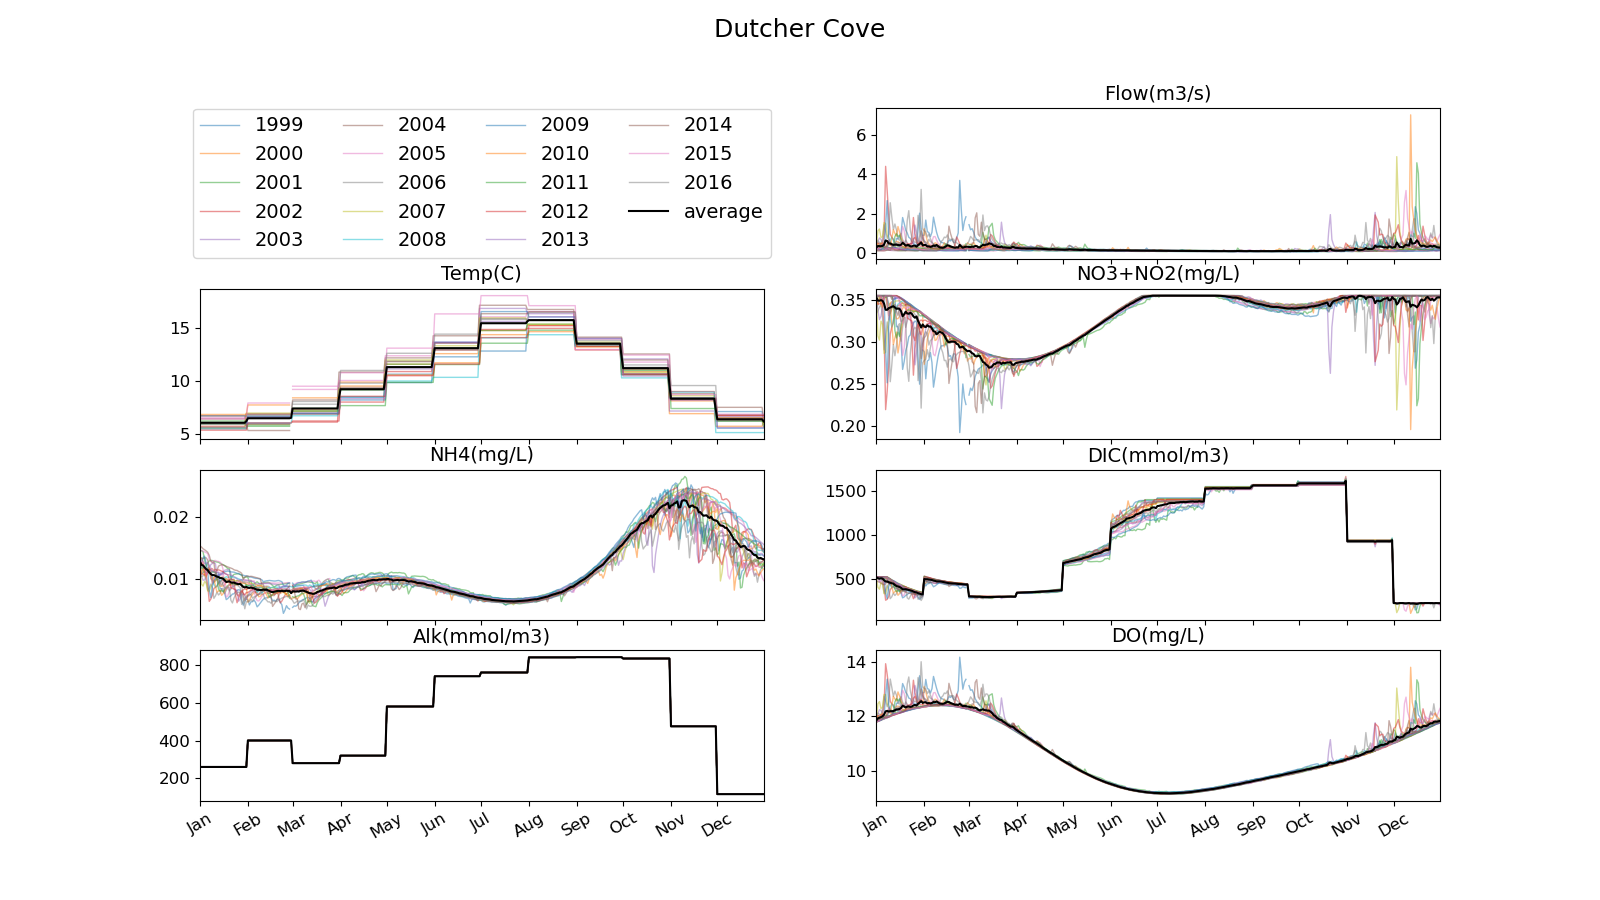 Dutcher Cove
1999 2004 2009 2014
2000 2005 2010 2015
2001 2006 2011 2016
2002 2007 2012 average
2003 2008 2013
Flow(m3/s)
6
4
2
0
Temp(C)
15
10
5
NO3+NO2(mg/L)
0.35
0.30
0.25
0.20
NH4(mg/L)
0.02
0.01
DIC(mmol/m3)
1500
1000
500
Alk(mmol/m3)
800
600
400
200
Jan Feb Mar Apr May Jun Jul Aug Sep Oct Nov Dec
DO(mg/L)
14
12
10
Jan Feb Mar Apr May Jun Jul Aug Sep Oct Nov Dec